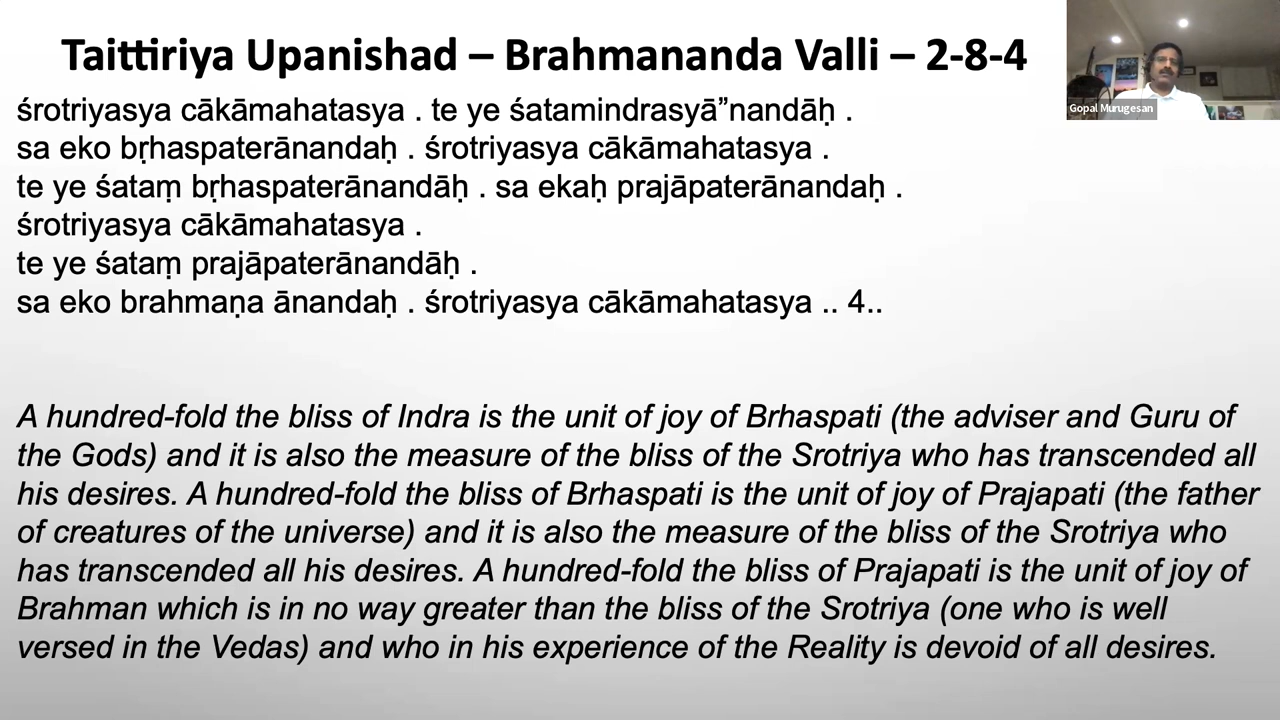 Taittiriya Upanishad – Brahmananda Valli – 2-8-4
Gopal Murugesan
śrotriyasya cākāmahatasya . te ye śatamindrasyā”nandāḥ .
sa eko bṛhaspaterānandaḥ . śrotriyasya cākāmahatasya .
te ye śataṃ bṛhaspaterānandāḥ . sa ekaḥ prajāpaterānandaḥ .
śrotriyasya cākāmahatasya .
te ye śataṃ prajāpaterānandāḥ .
sa eko brahmaṇa ānandaḥ . śrotriyasya cākāmahatasya .. 4..
A hundred-fold the bliss of Indra is the unit of joy of Brhaspati (the adviser and Guru of
the Gods) and it is also the measure of the bliss of the Srotriya who has transcended all
his desires. A hundred-fold the bliss of Brhaspati is the unit of joy of Prajapati (the father
of creatures of the universe) and it is also the measure of the bliss of the Srotriya who
has transcended all his desires. A hundred-fold the bliss of Prajapati is the unit of joy of
Brahman which is in no way greater than the bliss of the Srotriya (one who is well
versed in the Vedas) and who in his experience of the Reality is devoid of all desires.